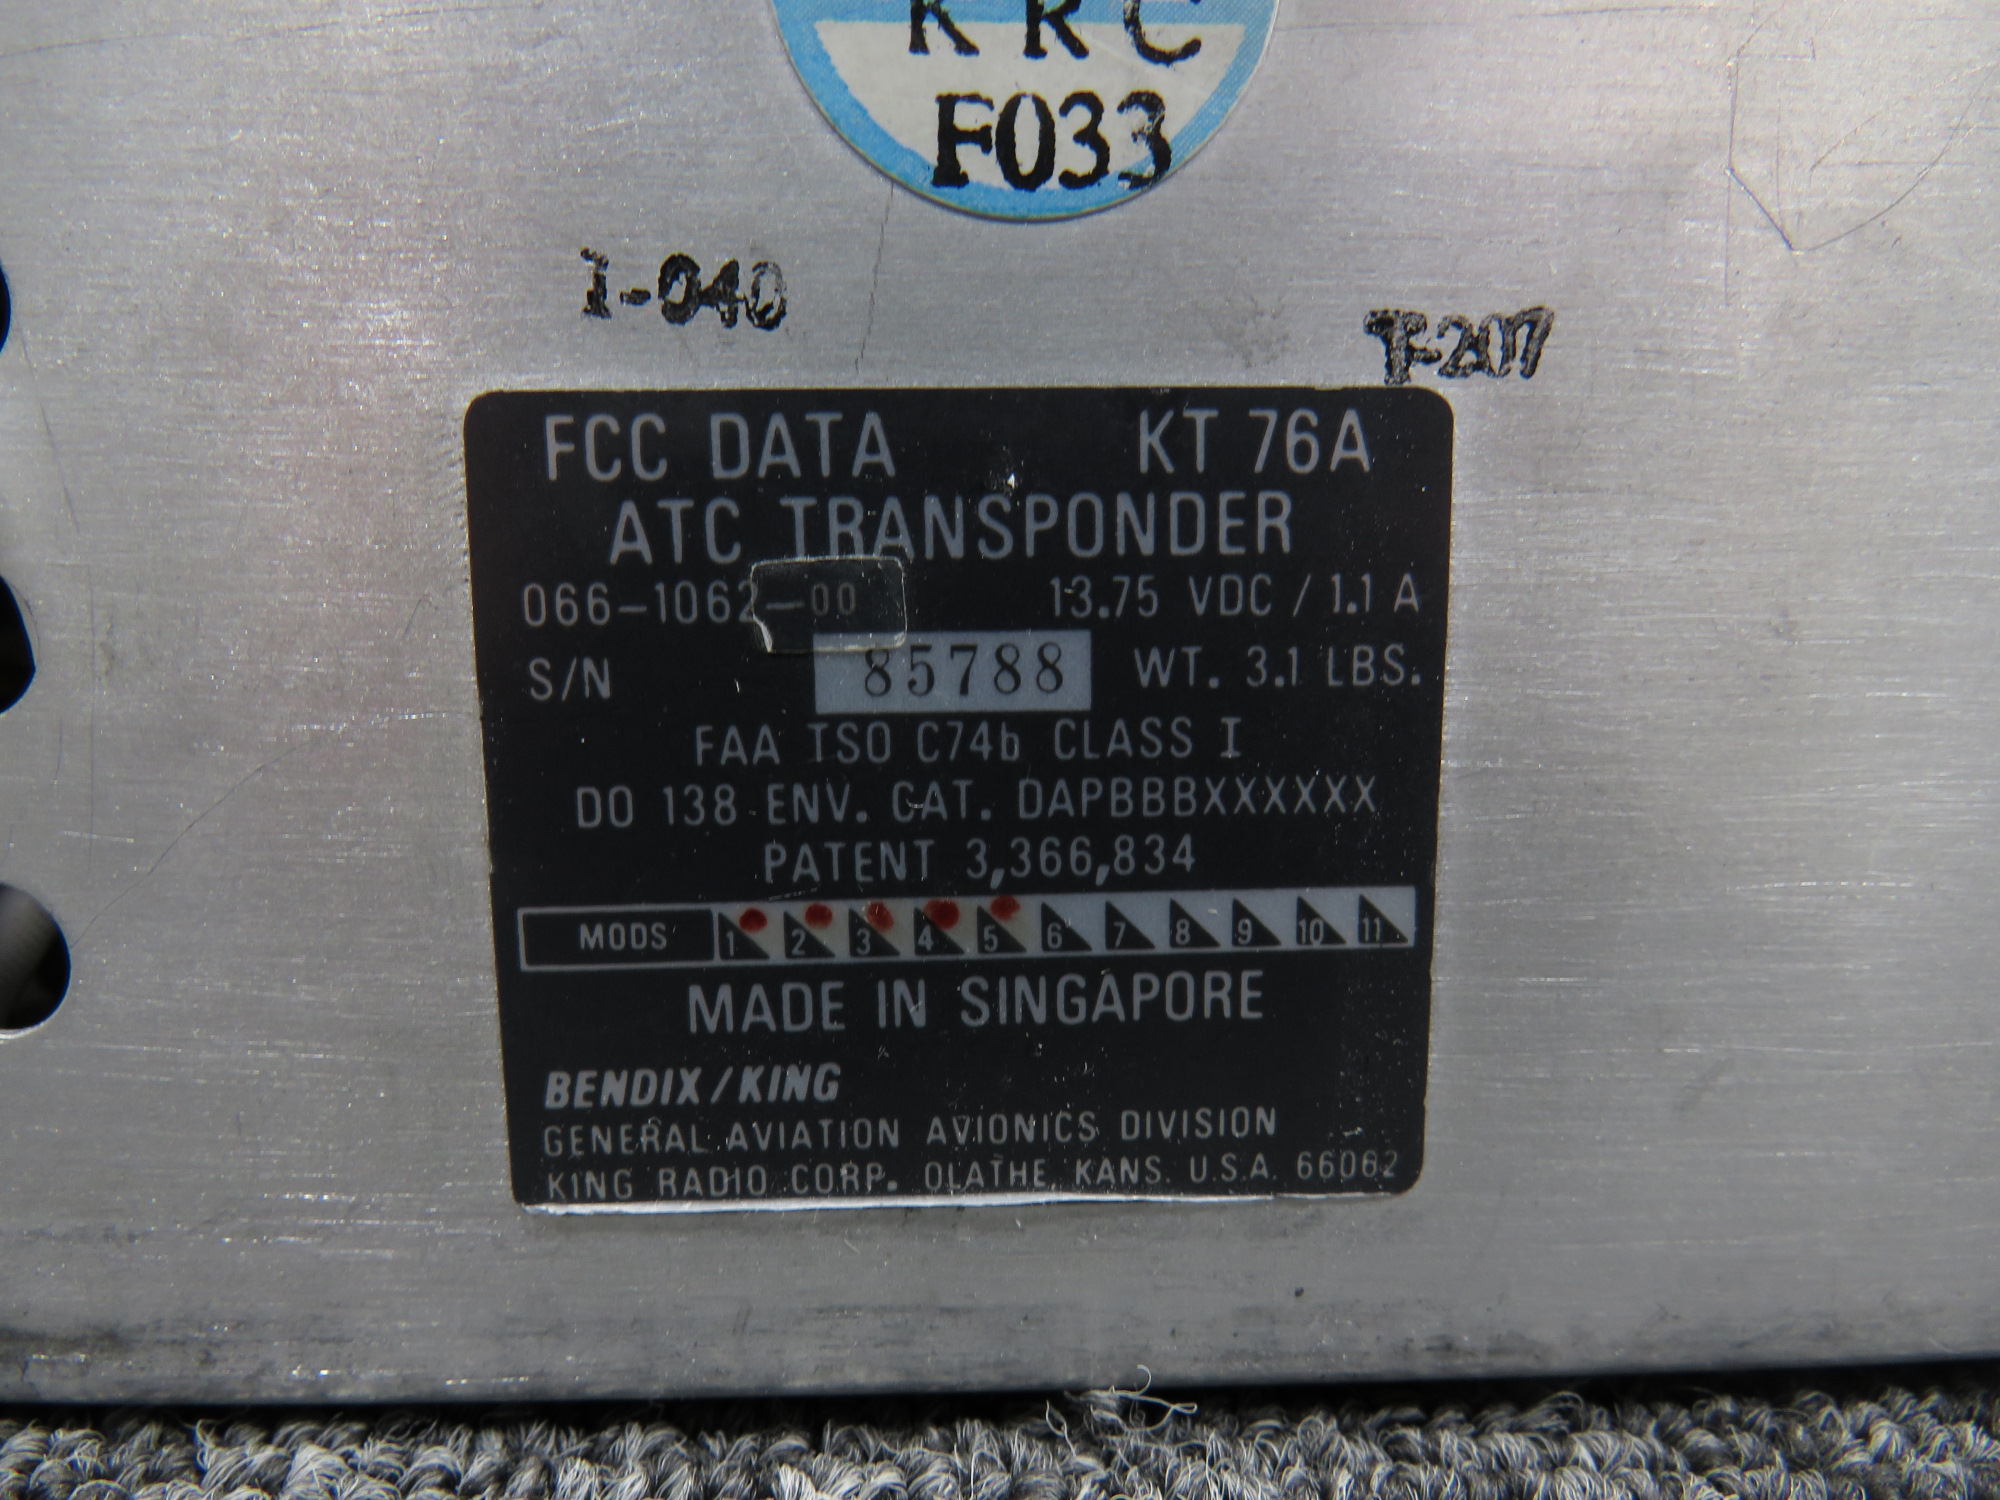 KRC
F033
1-040
TF-207
FCC DATA KT 76A
ATC TRANSPONDER
066-1062-00 13.75 VDC / 1.1 A
S/N 85788 WT. 3.1 LBS.
FAA TSO C74b CLASS I
DO 138 ENV. CAT. DAPBBBXXXXXX
PATENT 3,366,834
MODS 1 2 3 4 5 6 7 8 9 10 11
MADE IN SINGAPORE
BENDIX/KING
GENERAL AVIATION AVIONICS DIVISION
KING RADIO CORP. OLATHE KANS. U.S.A. 66062